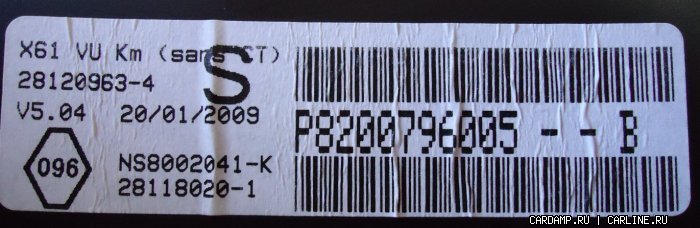 X61 VU Km (sans CT)
S
28120963-4
V5.04 20/01/2009
P8200796005 - - B
096
NS8002041-K
28118020-1
CARDAMP.RU | CARLINE.RU